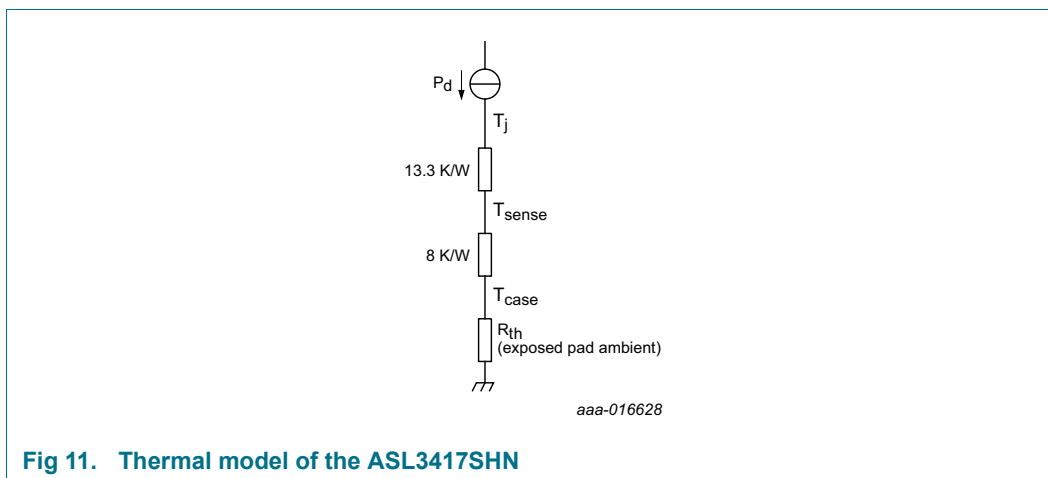 Pd
Tj
13.3 K/W
Tsense
8 K/W
Tcase
Rth
(exposed pad ambient)
aaa-016628
Fig 11. Thermal model of the ASL3417SHN